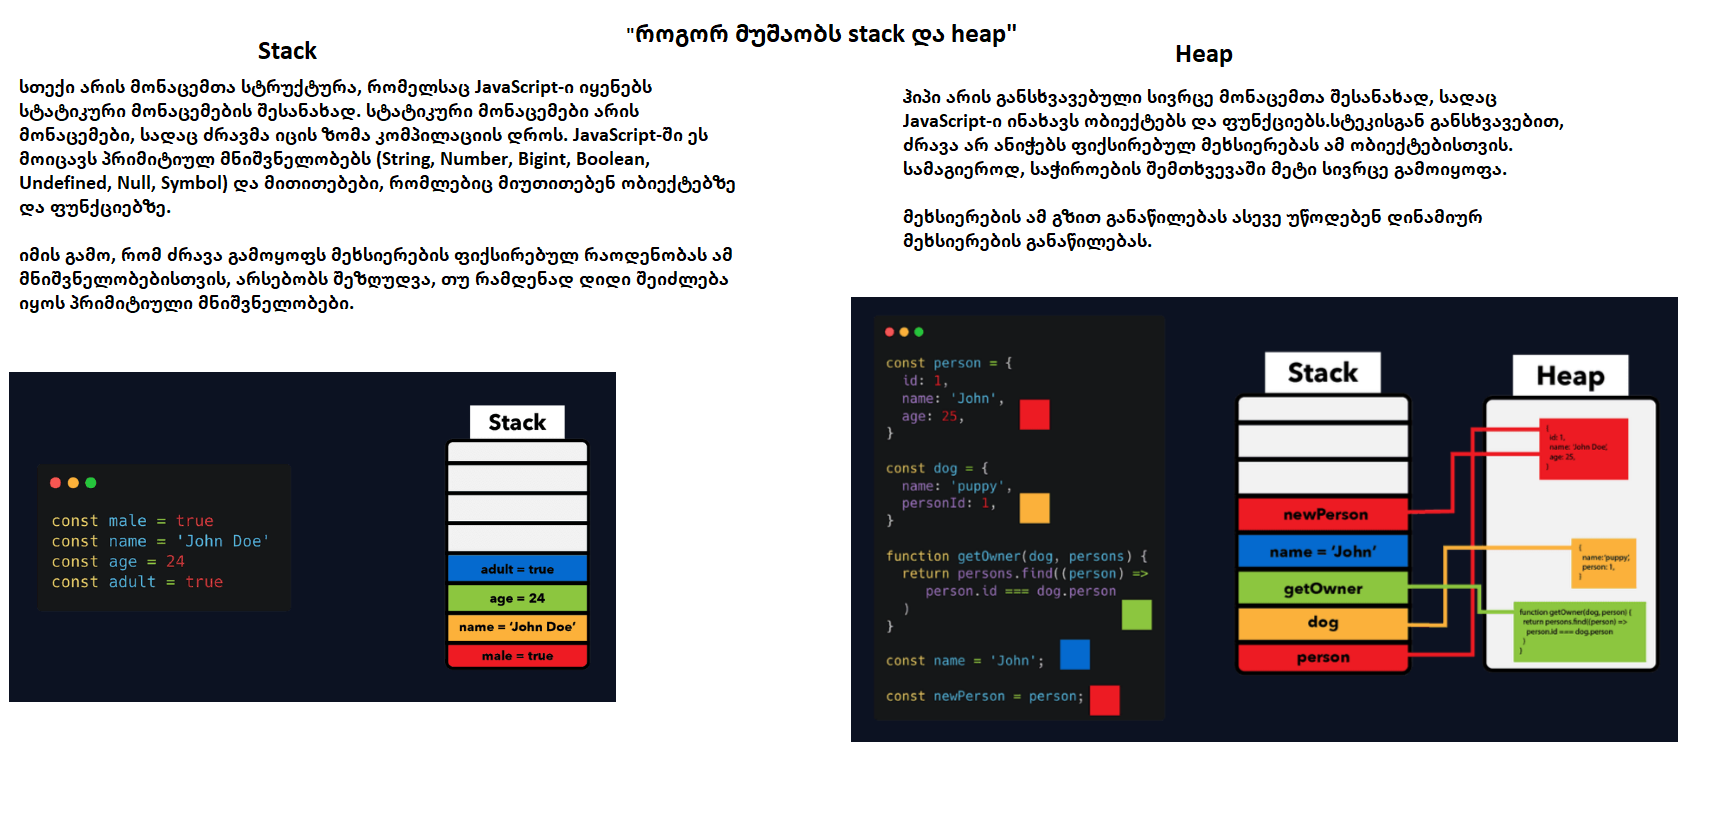 "როგორ მუშაობს stack და heap"
Stack
სთექი არის მონაცემთა სტრუქტურა, რომელსაც JavaScript-ი იყენებს
სტატიკური მონაცემების შესანახად. სტატიკური მონაცემები არის
მონაცემები, სადაც ძრავმა იცის ზომა კომპილაციის დროს. JavaScript-ში ეს
მოიცავს პრიმიტიულ მნიშვნელობებს (String, Number, Bigint, Boolean,
Undefined, Null, Symbol) და მითითებები, რომლებიც მიუთითებენ ობიექტებზე
და ფუნქციებზე.
იმის გამო, რომ ძრავა გამოყოფს მეხსიერების ფიქსირებულ რაოდენობას ამ
მნიშვნელობებისთვის, არსებობს შეზღუდვა, თუ რამდენად დიდი შეიძლება
იყოს პრიმიტიული მნიშვნელობები.
const male = true
const name = 'John Doe'
const age = 24
const adult = true
Stack
adult = true
age = 24
name = ‘John Doe’
male = true
Heap
ჰიპი არის განსხვავებული სივრცე მონაცემთა შესანახად, სადაც
JavaScript-ი ინახავს ობიექტებს და ფუნქციებს.სტეკისგან განსხვავებით,
ძრავა არ ანიჭებს ფიქსირებულ მეხსიერებას ამ ობიექტებისთვის.
სამაგიეროდ, საჭიროების შემთხვევაში მეტი სივრცე გამოიყოფა.
მეხსიერების ამ გზით განაწილებას ასევე უწოდებენ დინამიურ
მეხსიერების განაწილებას.
const person = {
id: 1,
name: 'John',
age: 25,
}
const dog = {
name: 'puppy',
personId: 1,
}
function getOwner(dog, persons) {
return persons.find((person) =>
person.id === dog.person
)
}
const name = 'John';
const newPerson = person;
Stack
newPerson
name = ‘John’
getOwner
dog
person
Heap
{
id: 1,
name: 'John Doe',
age: 25,
}
{
name:'puppy',
person: 1,
}
function getOwner(dog, person) {
return persons.find((person) =>
person.id === dog.person
)
}